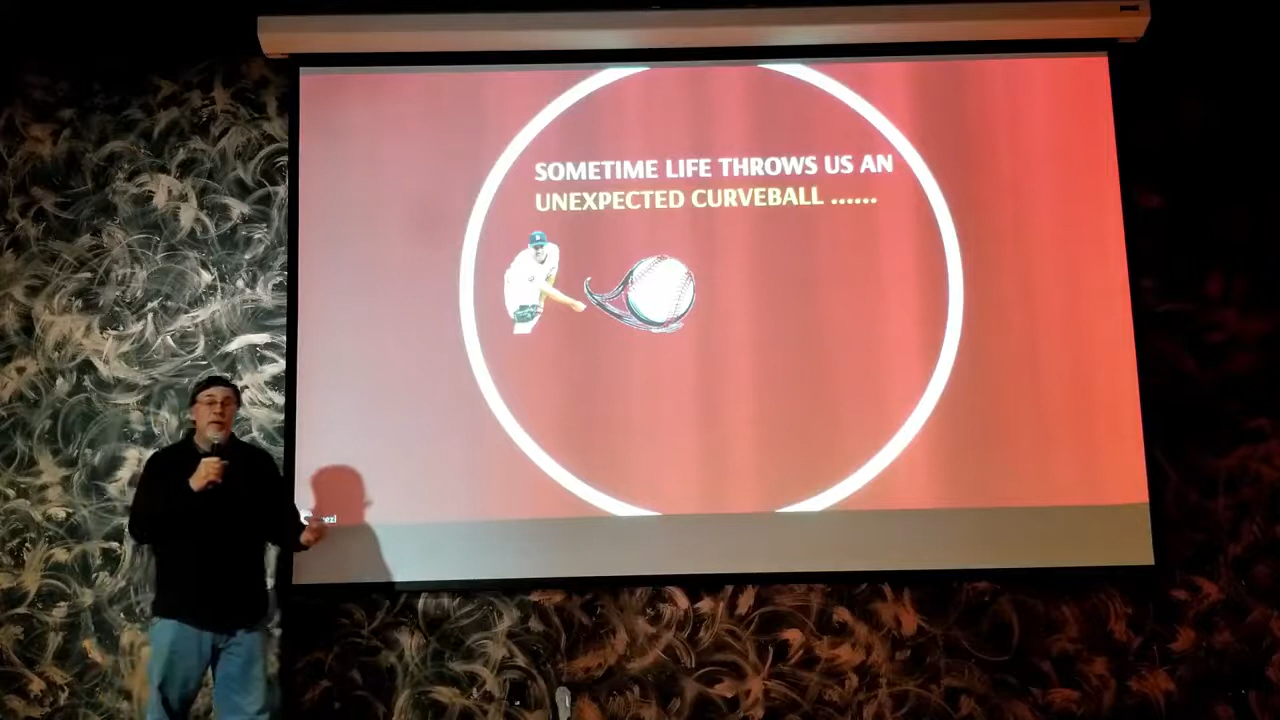 SOMETIME LIFE THROWS US AN
UNEXPECTED CURVEBALL ......